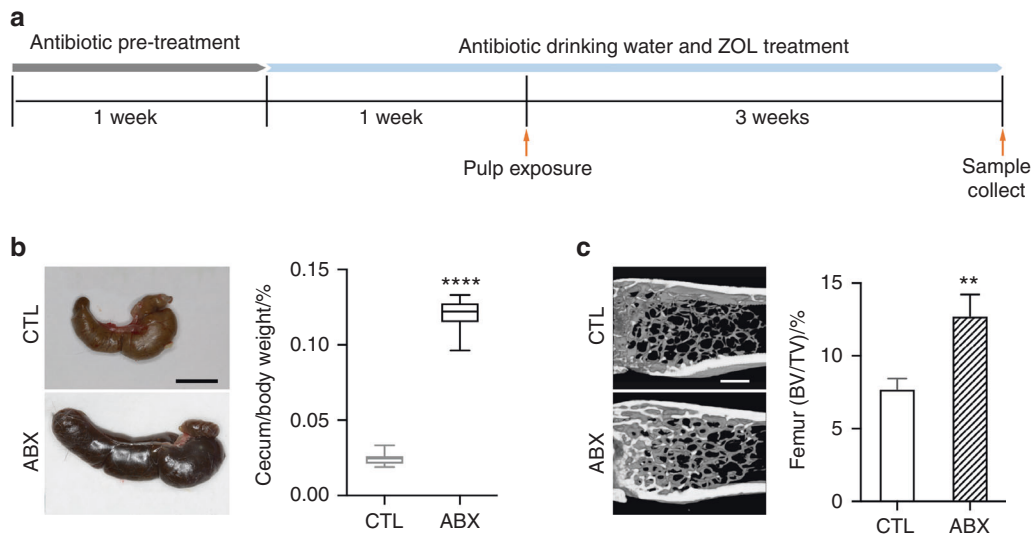 a
Antibiotic pre-treatment
Antibiotic drinking water and ZOL treatment
1 week
1 week
3 weeks
Pulp exposure
Sample
collect
b
CTL
ABX
Cecum/body weight/%
0.15
0.10
0.05
0.00
****
CTL
ABX
c
CTL
ABX
Femur (BV/TV)/%
15
10
5
0
**
CTL
ABX